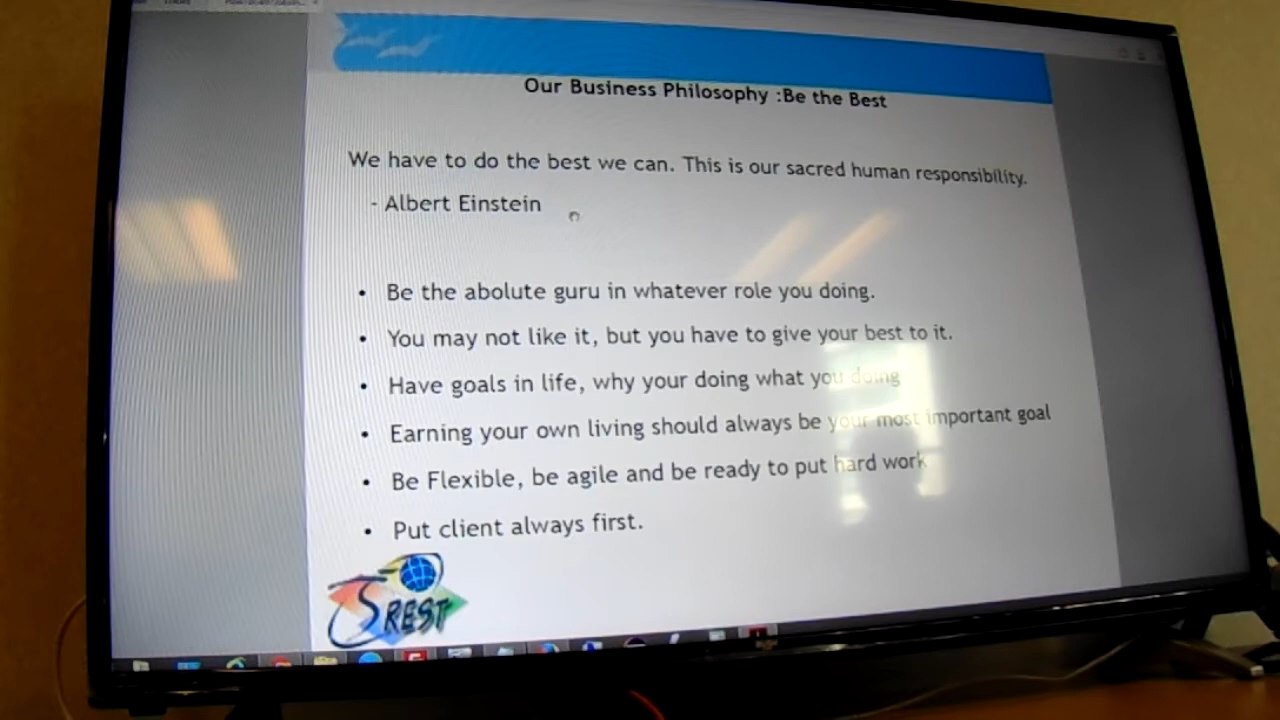 Our Business Philosophy :Be the Best
We have to do the best we can. This is our sacred human responsibility.
- Albert Einstein
• Be the abolute guru in whatever role you doing.
• You may not like it, but you have to give your best to it.
• Have goals in life, why your doing what you doing
• Earning your own living should always be your most important goal
• Be Flexible, be agile and be ready to put hard work
• Put client always first.
SREST